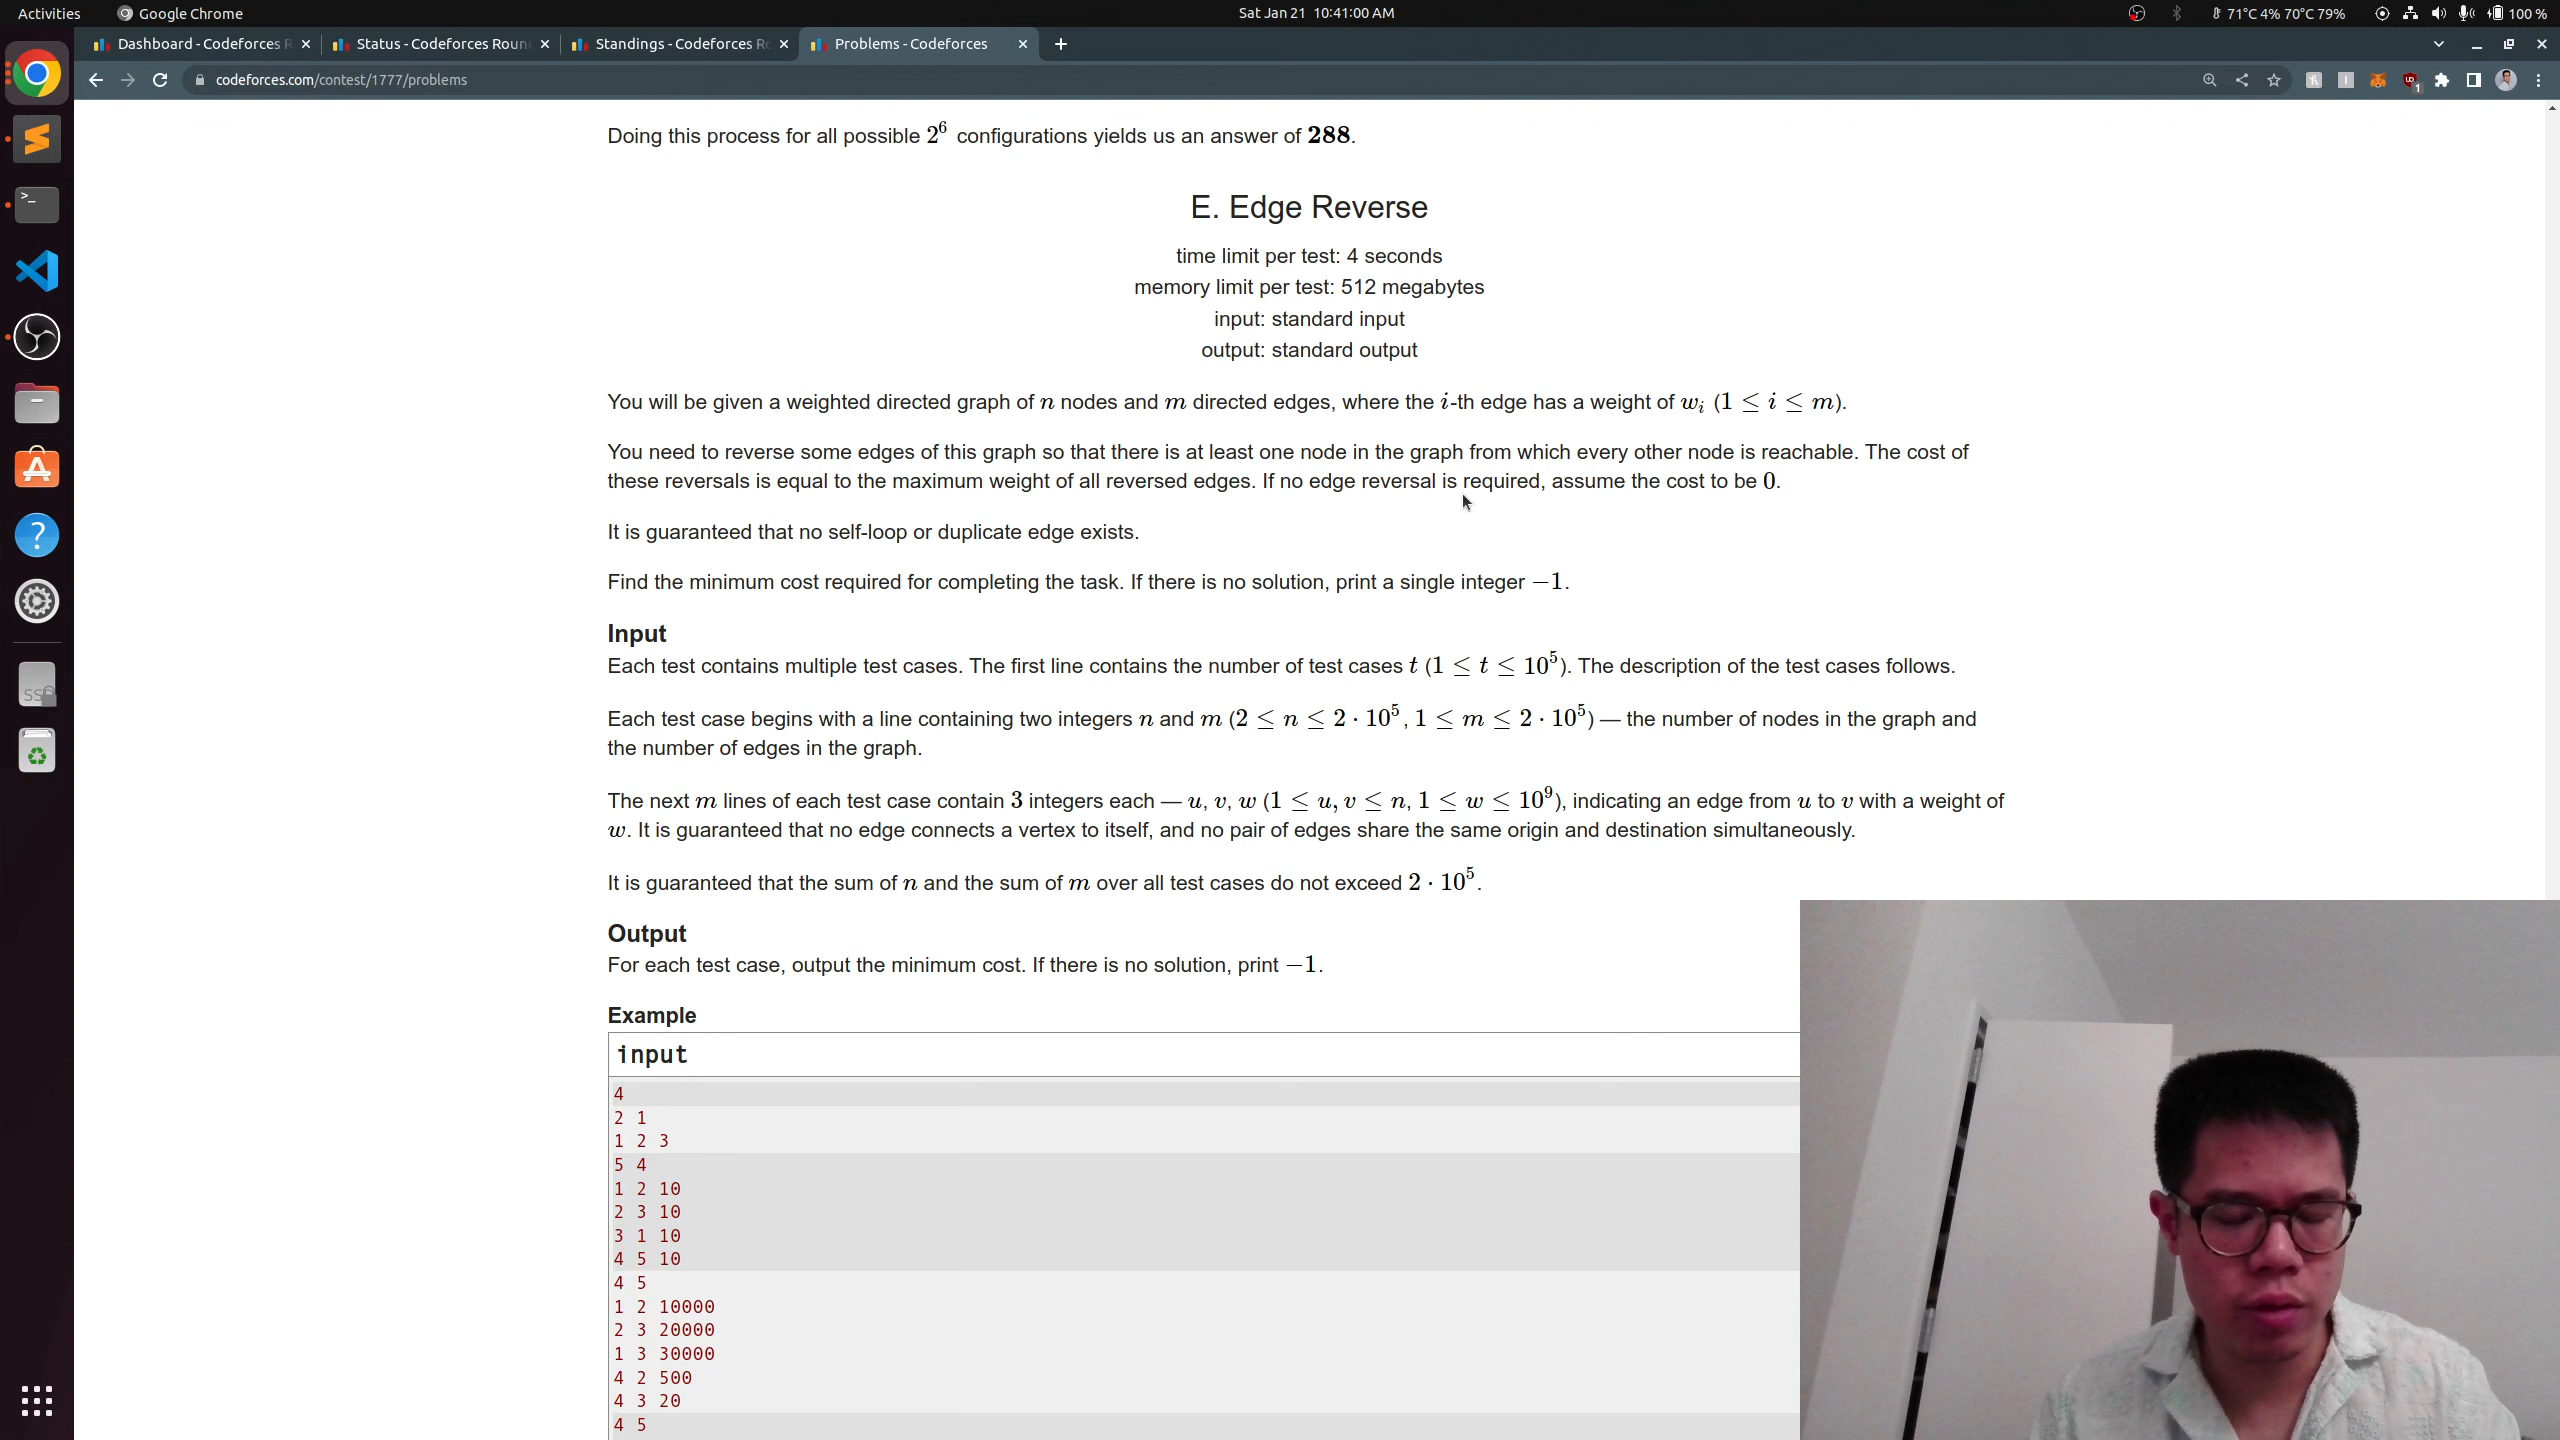 Activities
Google Chrome
Sat Jan 21 10:41:00 AM
71°C 4% 70°C 79%
100 %
Dashboard - Codeforces R
Status - Codeforces Roun
Standings - Codeforces Ro
Problems - Codeforces
codeforces.com/contest/1777/problems
Doing this process for all possible 2^6 configurations yields us an answer of 288.
E. Edge Reverse
time limit per test: 4 seconds
memory limit per test: 512 megabytes
input: standard input
output: standard output
You will be given a weighted directed graph of n nodes and m directed edges, where the i-th edge has a weight of w_i (1 ≤ i ≤ m).
You need to reverse some edges of this graph so that there is at least one node in the graph from which every other node is reachable. The cost of
these reversals is equal to the maximum weight of all reversed edges. If no edge reversal is required, assume the cost to be 0.
It is guaranteed that no self-loop or duplicate edge exists.
Find the minimum cost required for completing the task. If there is no solution, print a single integer −1.
Input
Each test contains multiple test cases. The first line contains the number of test cases t (1 ≤ t ≤ 10^5). The description of the test cases follows.
Each test case begins with a line containing two integers n and m (2 ≤ n ≤ 2 · 10^5, 1 ≤ m ≤ 2 · 10^5) — the number of nodes in the graph and
the number of edges in the graph.
The next m lines of each test case contain 3 integers each — u, v, w (1 ≤ u, v ≤ n, 1 ≤ w ≤ 10^9), indicating an edge from u to v with a weight of
w. It is guaranteed that no edge connects a vertex to itself, and no pair of edges share the same origin and destination simultaneously.
It is guaranteed that the sum of n and the sum of m over all test cases do not exceed 2 · 10^5.
Output
For each test case, output the minimum cost. If there is no solution, print −1.
Example
input
4
2 1
1 2 3
5 4
1 2 10
2 3 10
3 1 10
4 5 10
4 5
1 2 10000
2 3 20000
1 3 30000
4 2 500
4 3 20
4 5